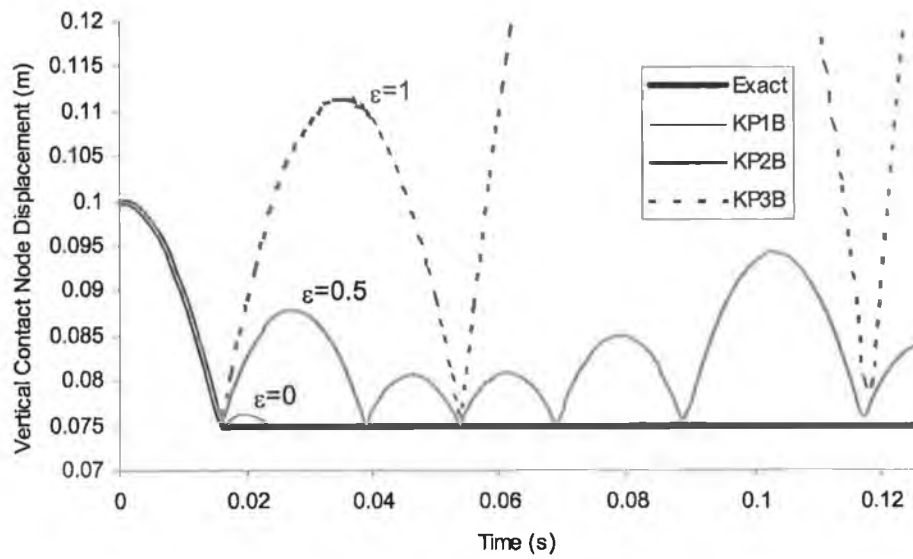 0.12
0.115
0.11
0.105
0.1
0.095
0.09
0.085
0.08
0.075
0.07
Vertical Contact Node Displacement (m)
ε=1
ε=0.5
ε=0
Exact
KP1B
KP2B
KP3B
0 0.02 0.04 0.06 0.08 0.1 0.12
Time (s)